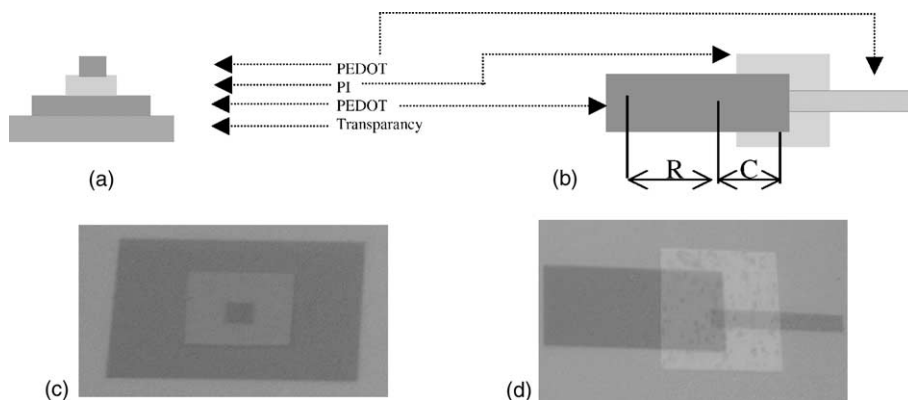 PEDOT
PI
PEDOT
Transparancy
(a)
(b)
R
C
(c)
(d)